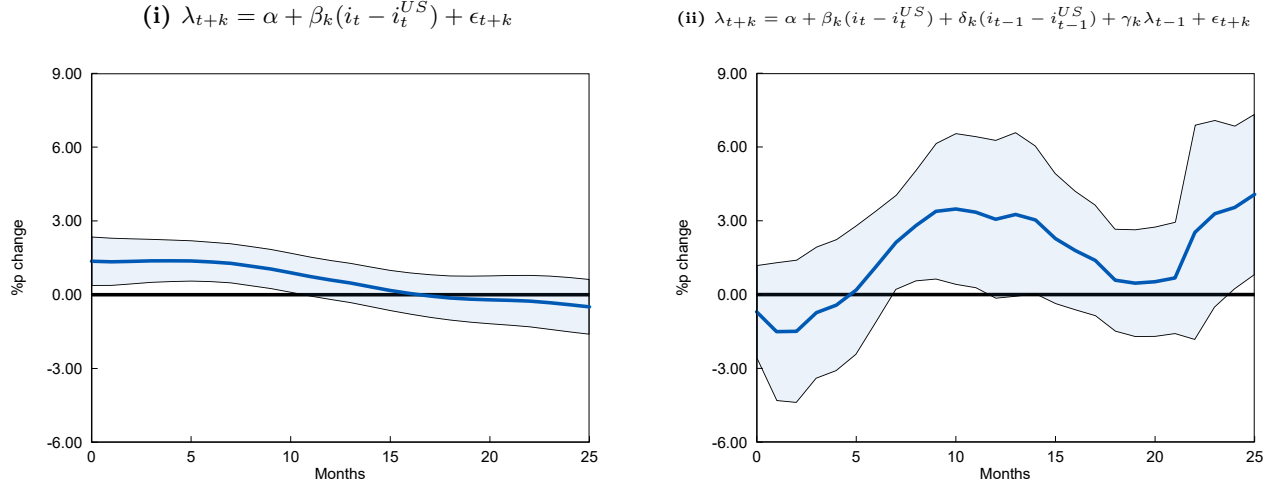 (i) λ_{t+k} = α + β_k(i_t − i_t^{US}) + ϵ_{t+k}
9.00
6.00
3.00
0.00
-3.00
-6.00
%p change
0 5 10 15 20 25
Months
(ii) λ_{t+k} = α + β_k(i_t − i_t^{US}) + δ_k(i_{t−1} − i_{t−1}^{US}) + γ_kλ_{t−1} + ϵ_{t+k}
9.00
6.00
3.00
0.00
-3.00
-6.00
%p change
0 5 10 15 20 25
Months